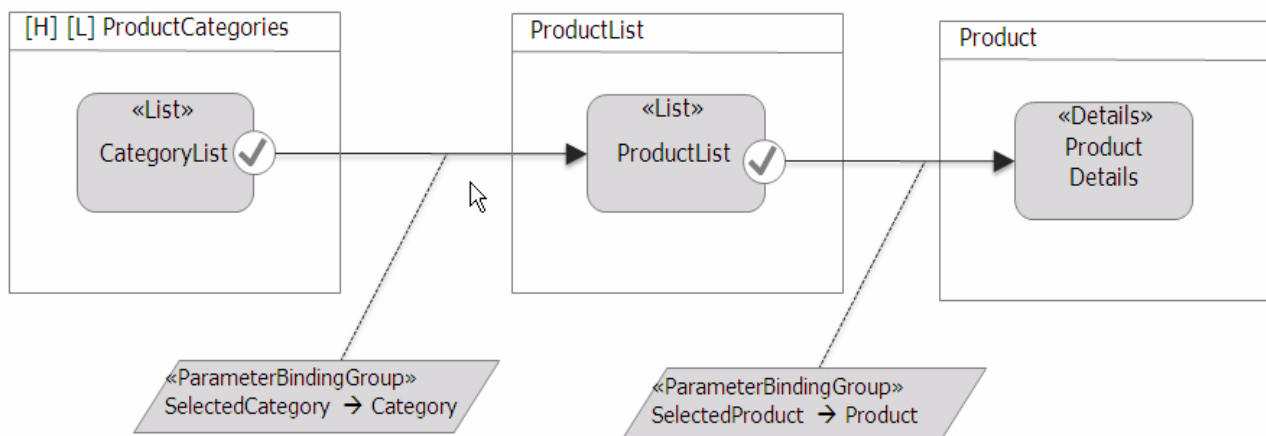 [H] [L] ProductCategories
«List»
CategoryList
ProductList
«List»
ProductList
Product
«Details»
Product
Details
«ParameterBindingGroup»
SelectedCategory → Category
«ParameterBindingGroup»
SelectedProduct → Product